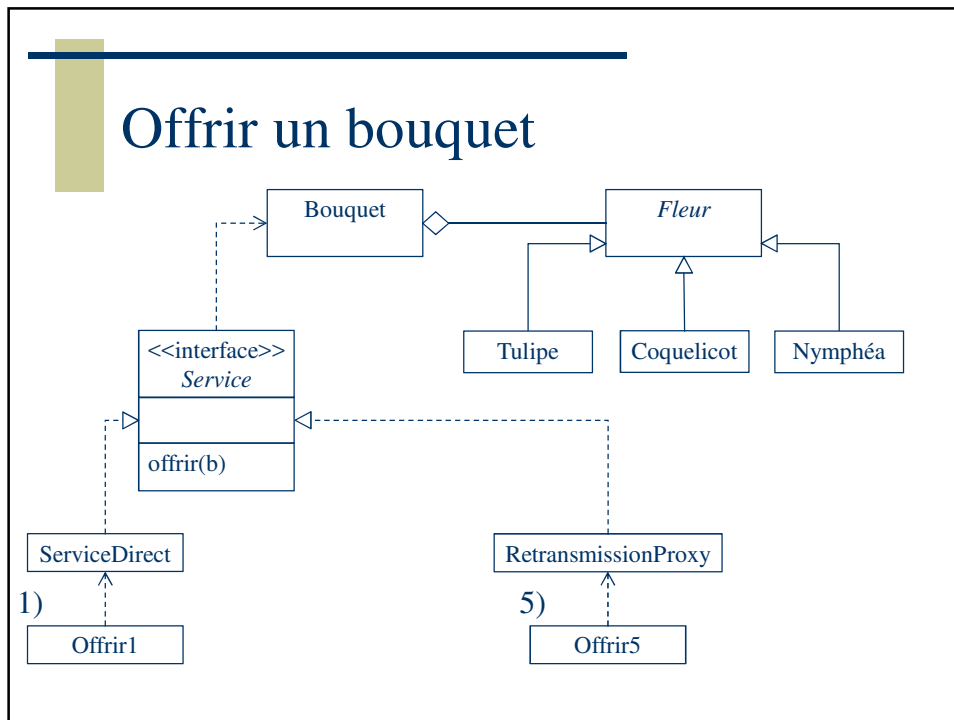 Offrir un bouquet
Bouquet
Fleur
Tulipe
Coquelicot
Nymphéa
<<interface>>
Service
offrir(b)
ServiceDirect
RetransmissionProxy
1)
5)
Offrir1
Offrir5